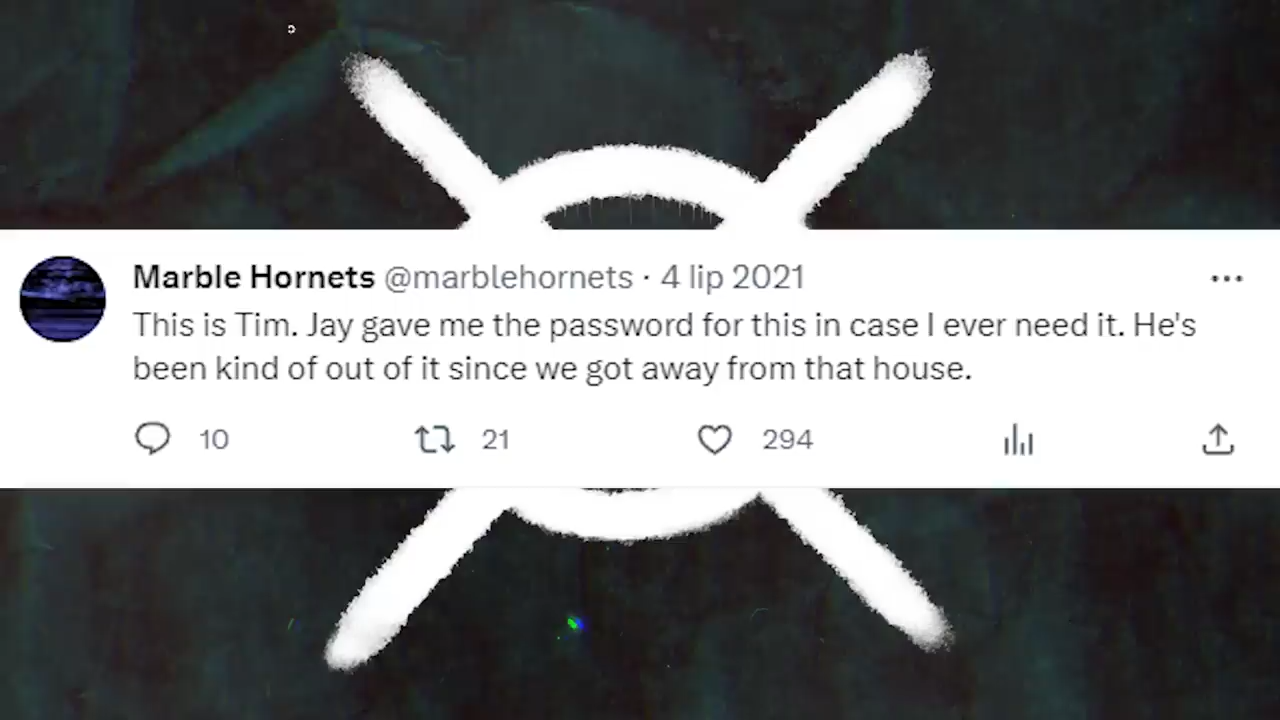 Marble Hornets @marblehornets · 4 lip 2021
This is Tim. Jay gave me the password for this in case I ever need it. He's
been kind of out of it since we got away from that house.
10 21 294